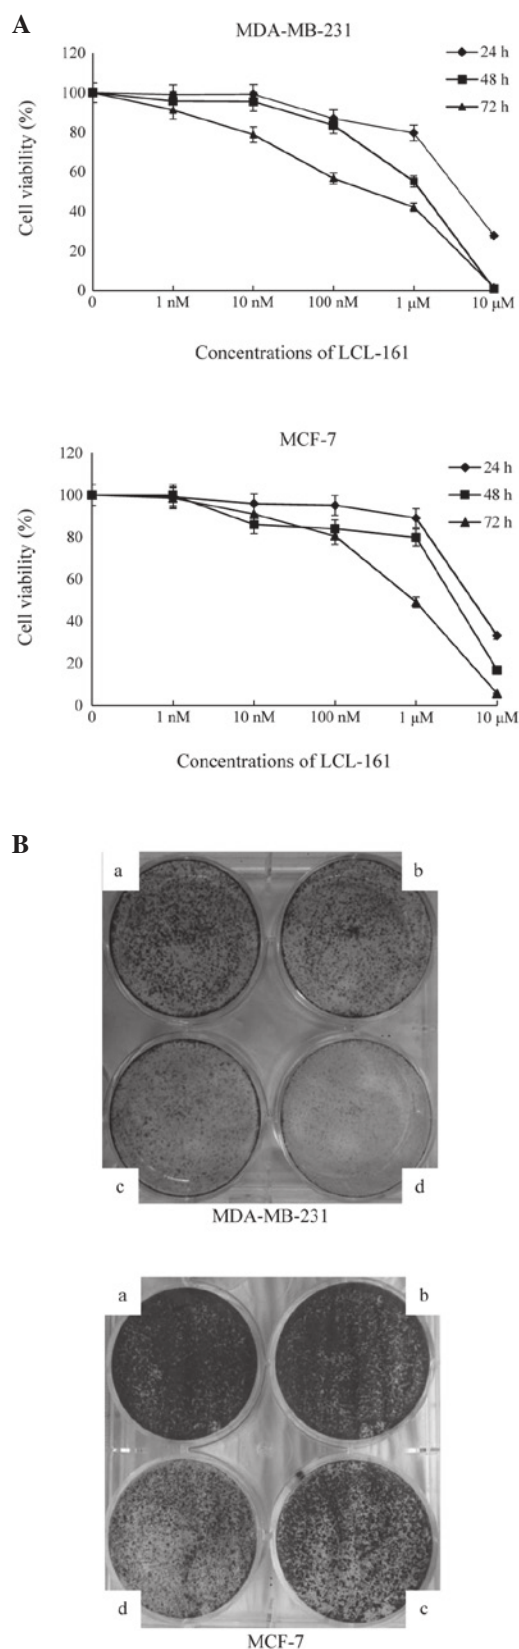 A
MDA-MB-231
120
100
80
60
40
20
0
Cell viability (%)
24 h
48 h
72 h
0 1 nM 10 nM 100 nM 1 µM 10 µM
Concentrations of LCL-161
MCF-7
120
100
80
60
40
20
0
Cell viability (%)
24 h
48 h
72 h
0 1 nM 10 nM 100 nM 1 µM 10 µM
Concentrations of LCL-161
B
a b
c d
MDA-MB-231
a b
d c
MCF-7